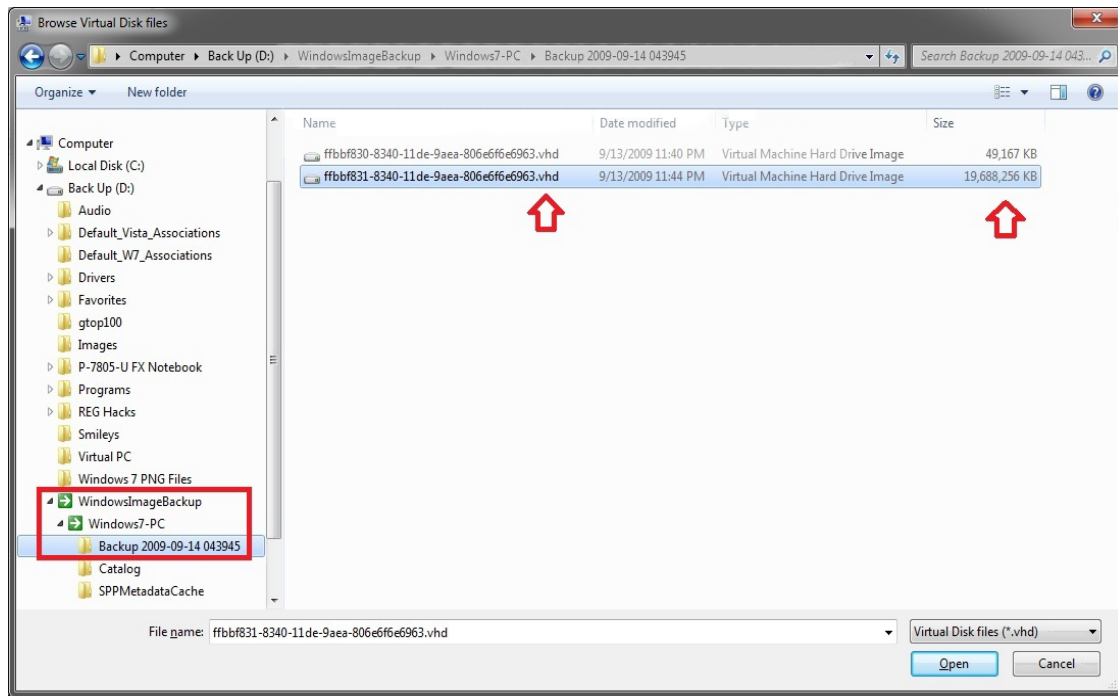 Browse Virtual Disk files
Computer Back Up (D:) WindowsImageBackup Windows7-PC Backup 2009-09-14 043945
Search Backup 2009-09-14 043...
Organize New folder
Name Date modified Type Size
ffbbf830-8340-11de-9aea-806e6f6e6963.vhd 9/13/2009 11:40 PM Virtual Machine Hard Drive Image 49,167 KB
ffbbf831-8340-11de-9aea-806e6f6e6963.vhd 9/13/2009 11:44 PM Virtual Machine Hard Drive Image 19,688,256 KB
Computer
Local Disk (C:)
Back Up (D:)
Audio
Default_Vista_Associations
Default_W7_Associations
Drivers
Favorites
gtop100
Images
P-7805-U FX Notebook
Programs
REG Hacks
Smileys
Virtual PC
Windows 7 PNG Files
WindowsImageBackup
Windows7-PC
Backup 2009-09-14 043945
Catalog
SPPMetadataCache
File name: ffbbf831-8340-11de-9aea-806e6f6e6963.vhd Virtual Disk files (*.vhd)
Open Cancel